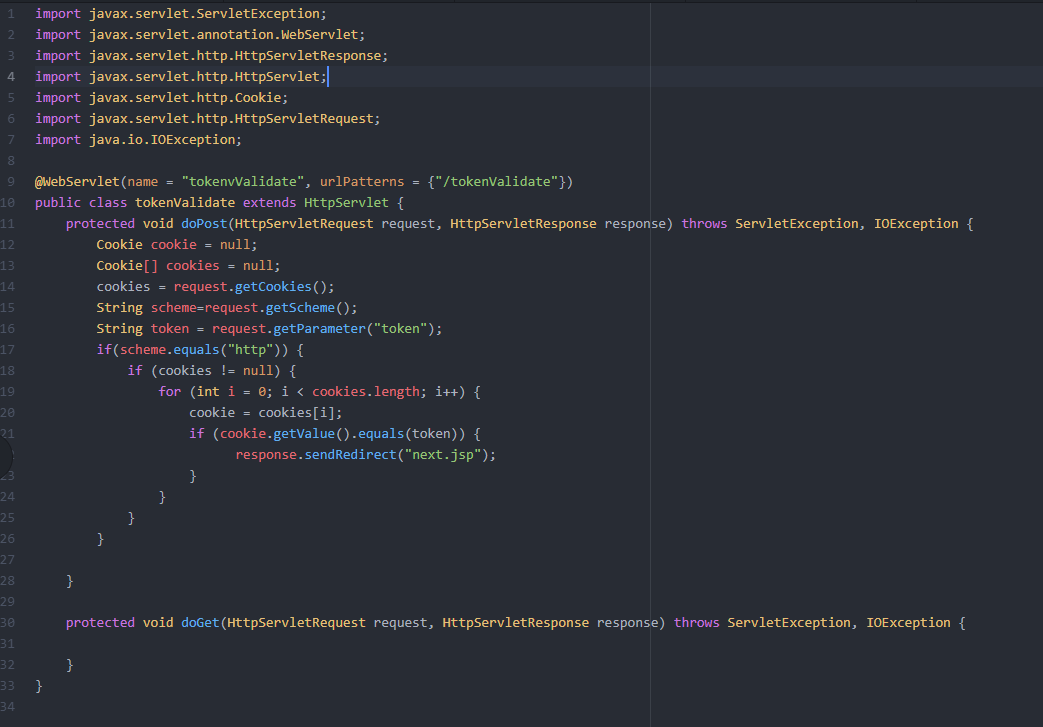 1 import javax.servlet.ServletException;
2 import javax.servlet.annotation.WebServlet;
3 import javax.servlet.http.HttpServletResponse;
4 import javax.servlet.http.HttpServlet;
5 import javax.servlet.http.Cookie;
6 import javax.servlet.http.HttpServletRequest;
7 import java.io.IOException;
8
9 @WebServlet(name = "tokenvValidate", urlPatterns = {"/tokenValidate"})
10 public class tokenValidate extends HttpServlet {
11     protected void doPost(HttpServletRequest request, HttpServletResponse response) throws ServletException, IOException {
12         Cookie cookie = null;
13         Cookie[] cookies = null;
14         cookies = request.getCookies();
15         String scheme=request.getScheme();
16         String token = request.getParameter("token");
17         if(scheme.equals("http")) {
18             if (cookies != null) {
19                 for (int i = 0; i < cookies.length; i++) {
20                     cookie = cookies[i];
21                     if (cookie.getValue().equals(token)) {
                          response.sendRedirect("next.jsp");
23                     }
24                 }
25             }
26         }
27
28     }
29
30     protected void doGet(HttpServletRequest request, HttpServletResponse response) throws ServletException, IOException {
31
32     }
33 }
34